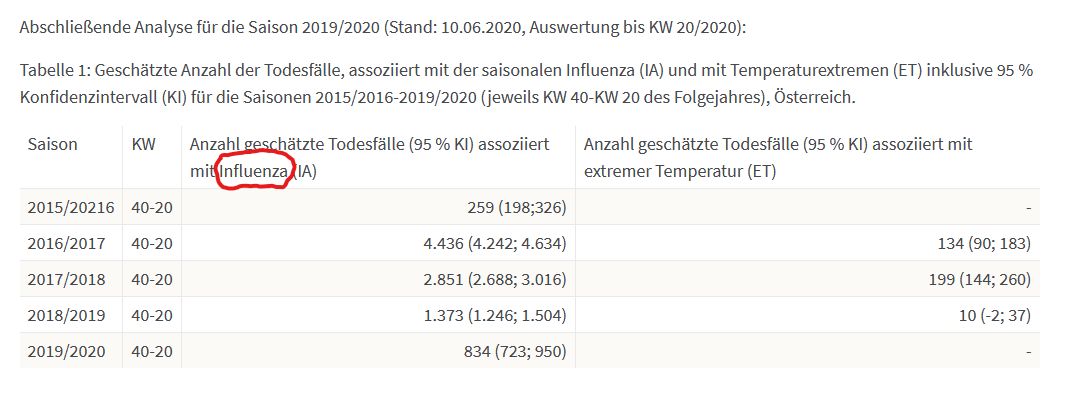 Abschließende Analyse für die Saison 2019/2020 (Stand: 10.06.2020, Auswertung bis KW 20/2020):
Tabelle 1: Geschätzte Anzahl der Todesfälle, assoziiert mit der saisonalen Influenza (IA) und mit Temperaturextremen (ET) inklusive 95 %
Konfidenzintervall (KI) für die Saisonen 2015/2016-2019/2020 (jeweils KW 40-KW 20 des Folgejahres), Österreich.
Saison KW Anzahl geschätzte Todesfälle (95 % KI) assoziiert Anzahl geschätzte Todesfälle (95 % KI) assoziiert mit
mit Influenza (IA) extremer Temperatur (ET)
2015/20216 40-20 259 (198;326) -
2016/2017 40-20 4.436 (4.242; 4.634) 134 (90; 183)
2017/2018 40-20 2.851 (2.688; 3.016) 199 (144; 260)
2018/2019 40-20 1.373 (1.246; 1.504) 10 (-2; 37)
2019/2020 40-20 834 (723; 950) -